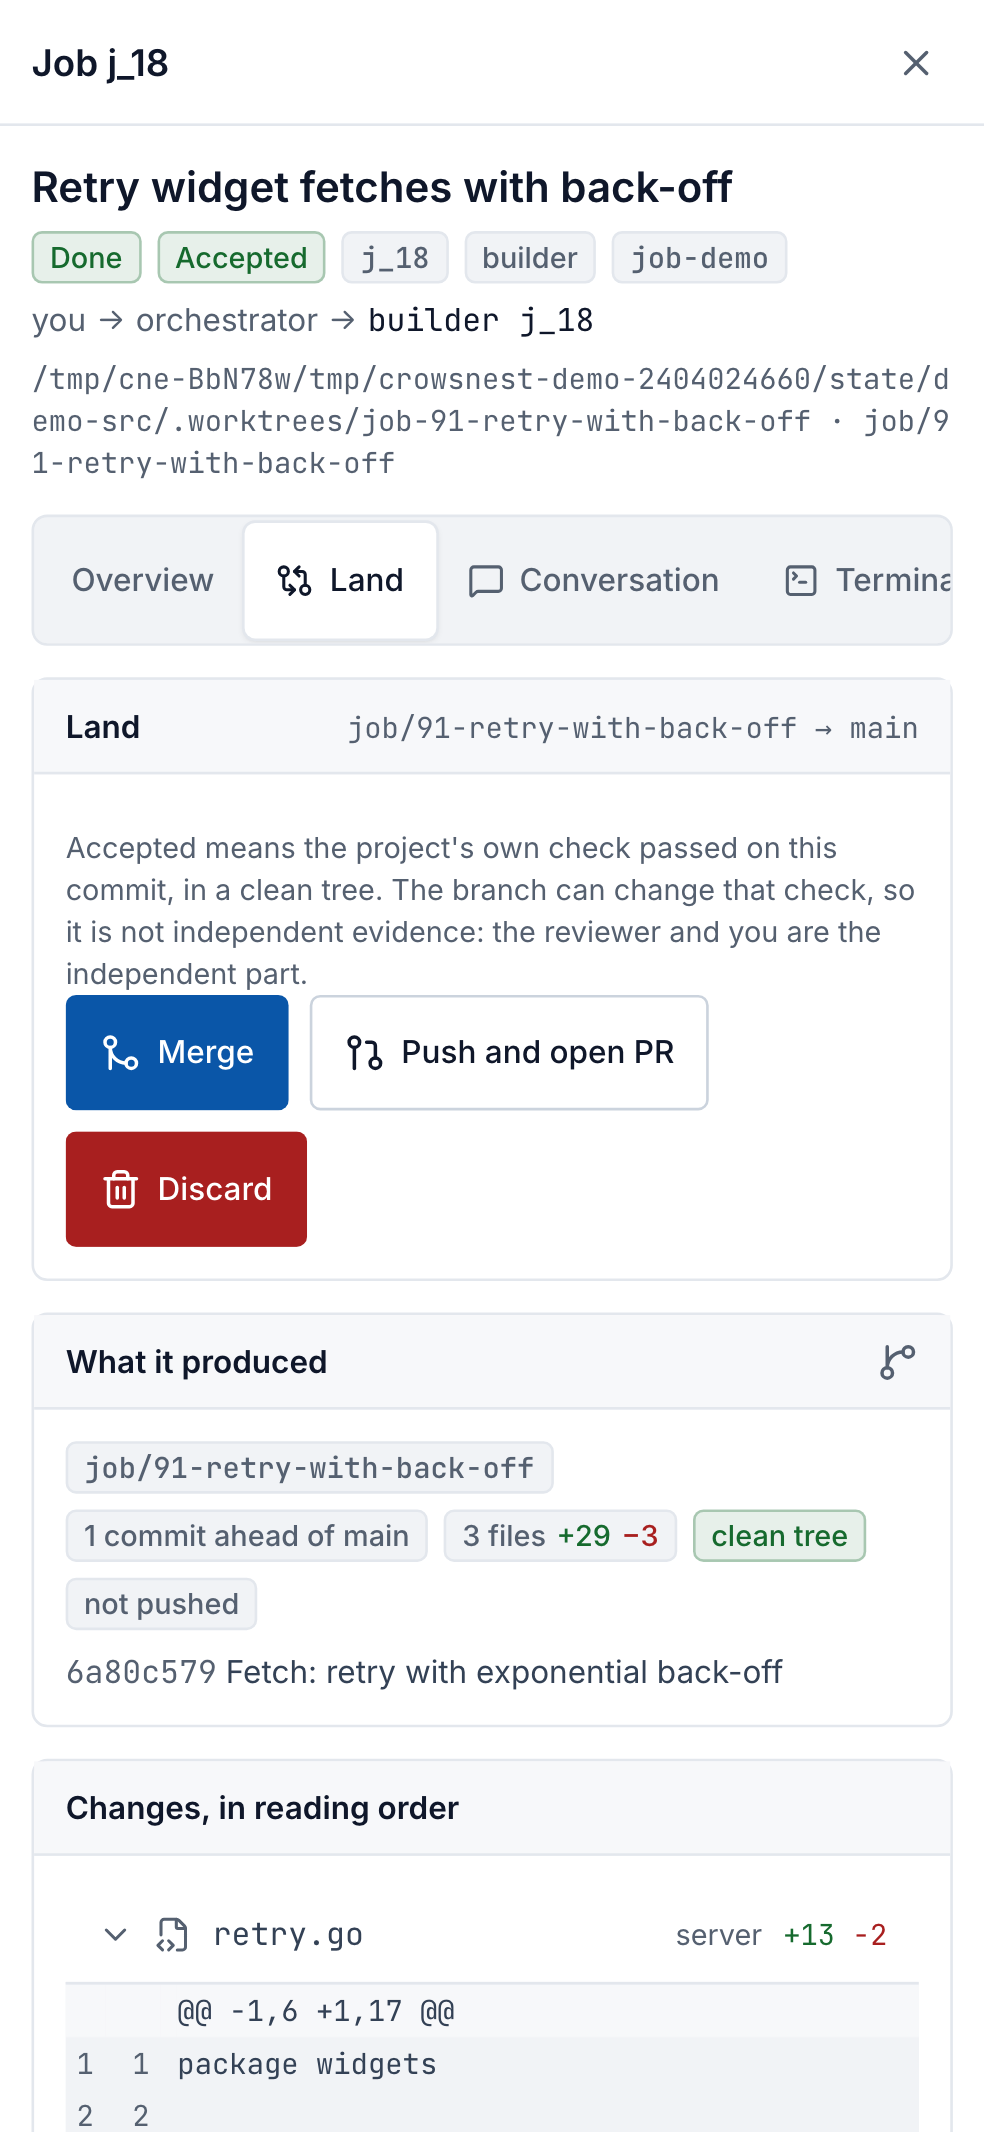 Job j_18
Retry widget fetches with back-off
Done Accepted j_18 builder job-demo
you → orchestrator → builder j_18
/tmp/cne-BbN78w/tmp/crowsnest-demo-2404024660/state/d
emo-src/.worktrees/job-91-retry-with-back-off · job/9
1-retry-with-back-off
Overview Land Conversation Termina
Land job/91-retry-with-back-off → main
Accepted means the project's own check passed on this
commit, in a clean tree. The branch can change that check, so
it is not independent evidence: the reviewer and you are the
independent part.
Merge Push and open PR
Discard
What it produced
job/91-retry-with-back-off
1 commit ahead of main 3 files +29 −3 clean tree
not pushed
6a80c579 Fetch: retry with exponential back-off
Changes, in reading order
retry.go server +13 -2
@@ -1,6 +1,17 @@
1 1 package widgets
2 2